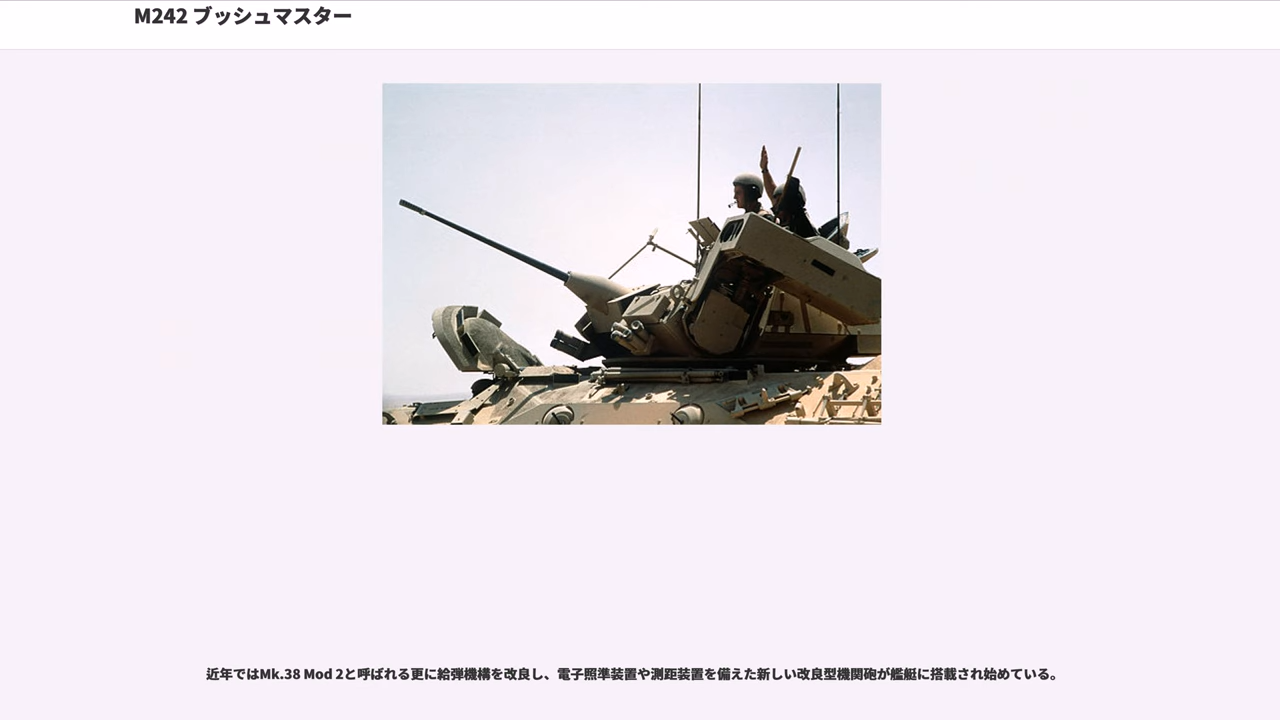 M242 ブッシュマスター
近年ではMk.38 Mod 2と呼ばれる更に給弾機構を改良し、電子照準装置や測距装置を備えた新しい改良型機関砲が艦艇に搭載され始めている。